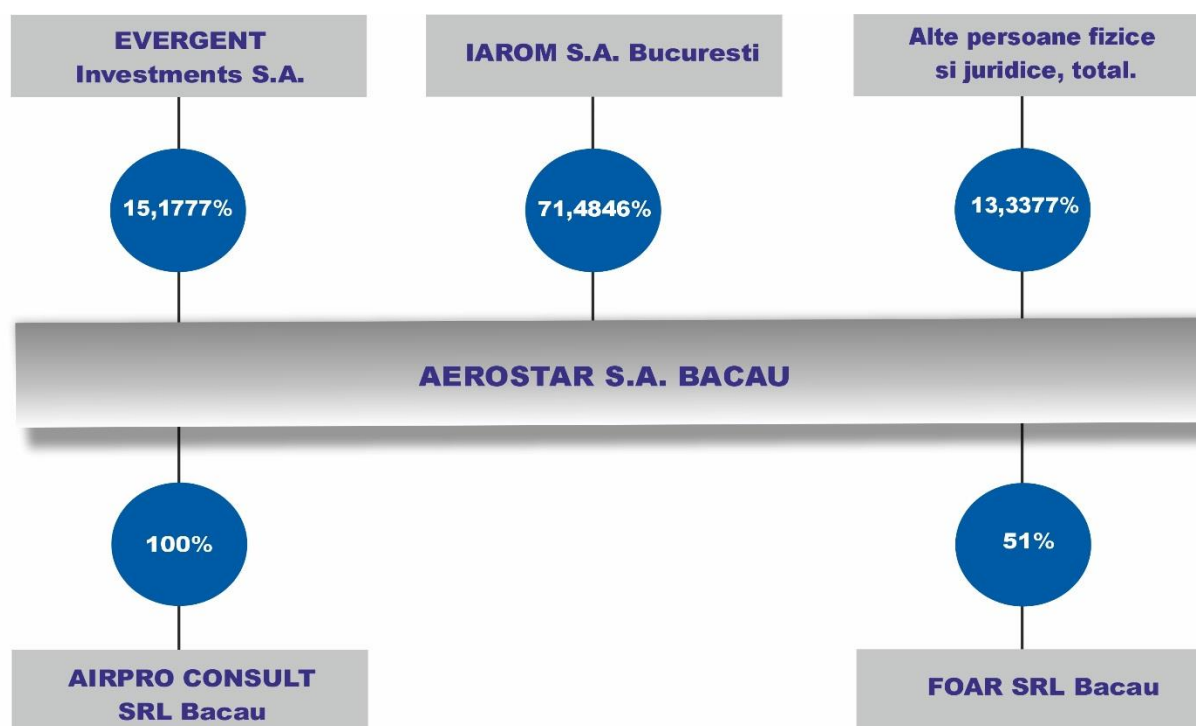 EVERGENT
Investments S.A.
IAROM S.A. Bucuresti
Alte persoane fizice
si juridice, total.
15,1777%
71,4846%
13,3377%
AEROSTAR S.A. BACAU
100%
51%
AIRPRO CONSULT
SRL Bacau
FOAR SRL Bacau